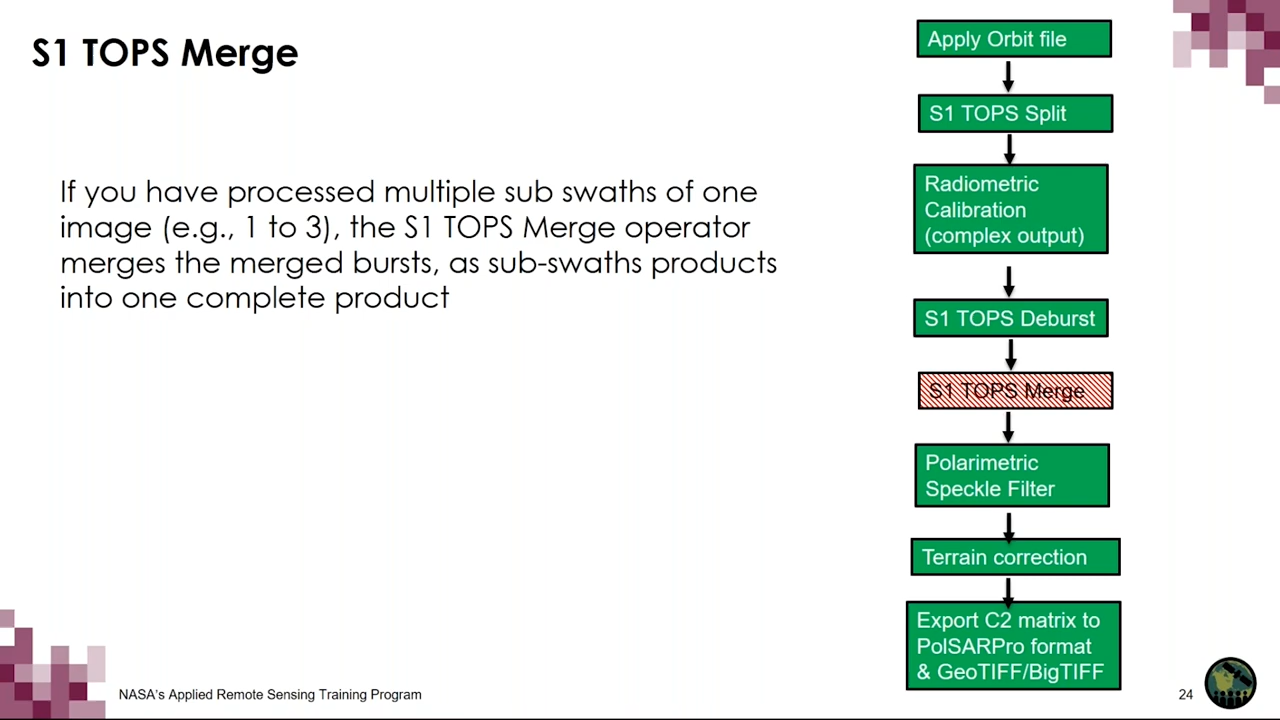 S1 TOPS Merge
If you have processed multiple sub swaths of one
image (e.g., 1 to 3), the S1 TOPS Merge operator
merges the merged bursts, as sub-swaths products
into one complete product
Apply Orbit file
S1 TOPS Split
Radiometric
Calibration
(complex output)
S1 TOPS Deburst
S1 TOPS Merge
Polarimetric
Speckle Filter
Terrain correction
Export C2 matrix to
PolSARPro format
& GeoTIFF/BigTIFF
NASA's Applied Remote Sensing Training Program
24